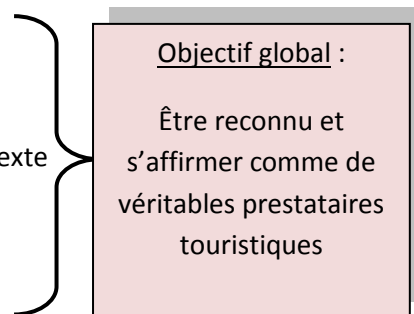 exte
Objectif global :
Être reconnu et
s’affirmer comme de
véritables prestataires
touristiques